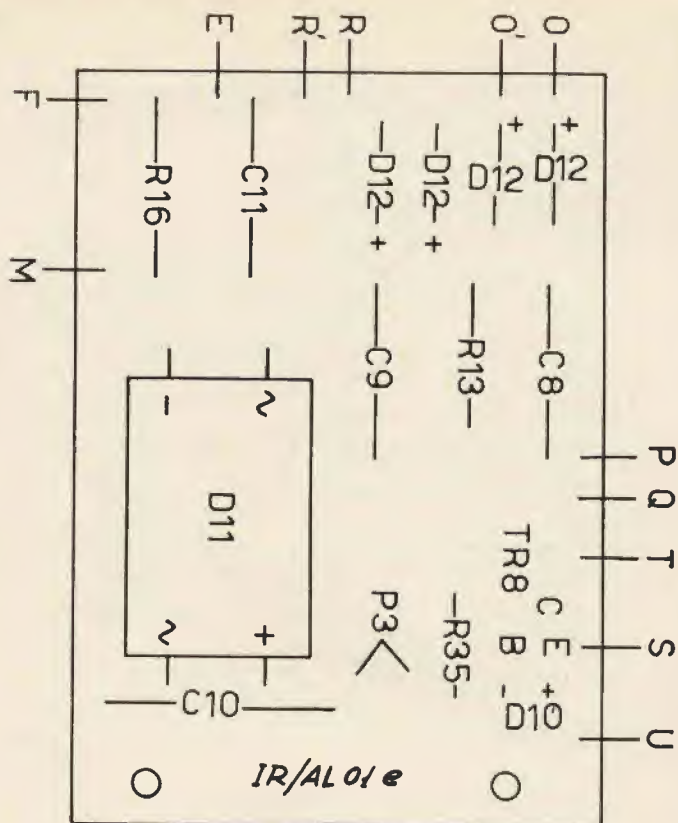 E
R'
R
O'
O
F
M
R16
C11
-D12-+
-D12-+
+
D12
-
+
D12
C9
R13
C8
P
Q
T
S
U
- ~
D11
~ +
C10
P3
-R35-
TR8
C
B E
- +
D10
IR/AL 01 e